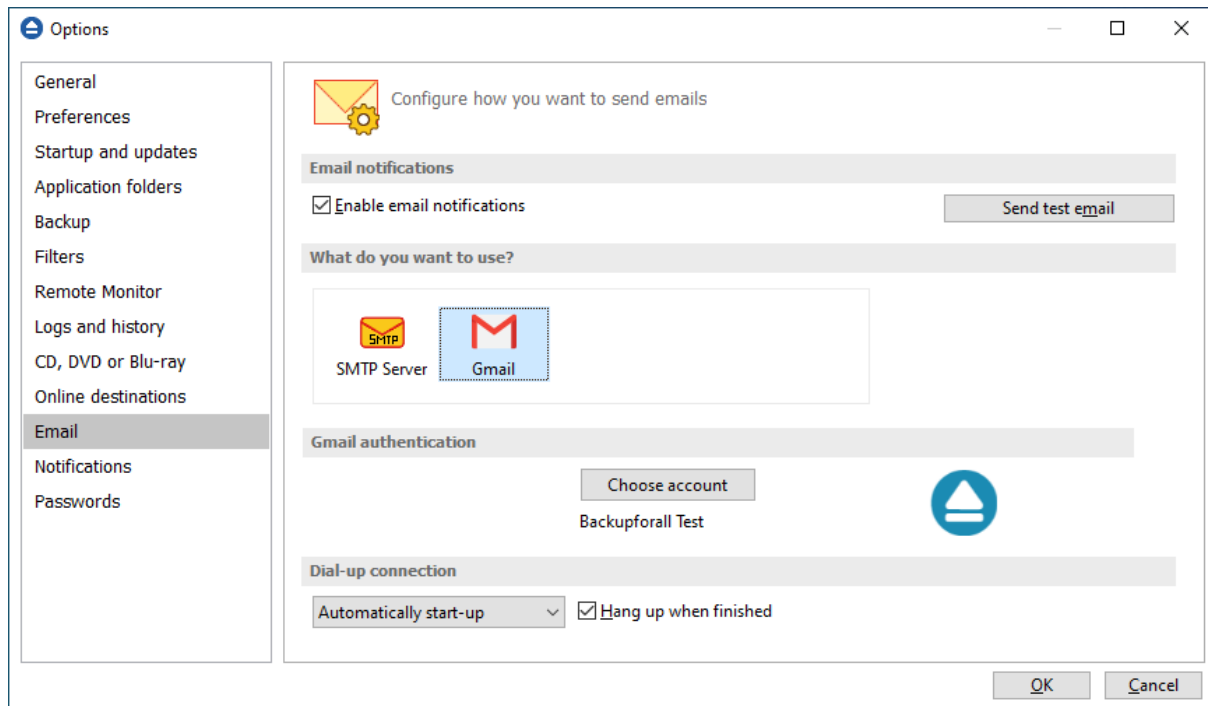 Options
General
Preferences
Startup and updates
Application folders
Backup
Filters
Remote Monitor
Logs and history
CD, DVD or Blu-ray
Online destinations
Email
Notifications
Passwords
Configure how you want to send emails
Email notifications
Enable email notifications
Send test email
What do you want to use?
SMTP
SMTP Server
Gmail
Gmail authentication
Choose account
Backupforall Test
Dial-up connection
Automatically start-up
Hang up when finished
OK
Cancel